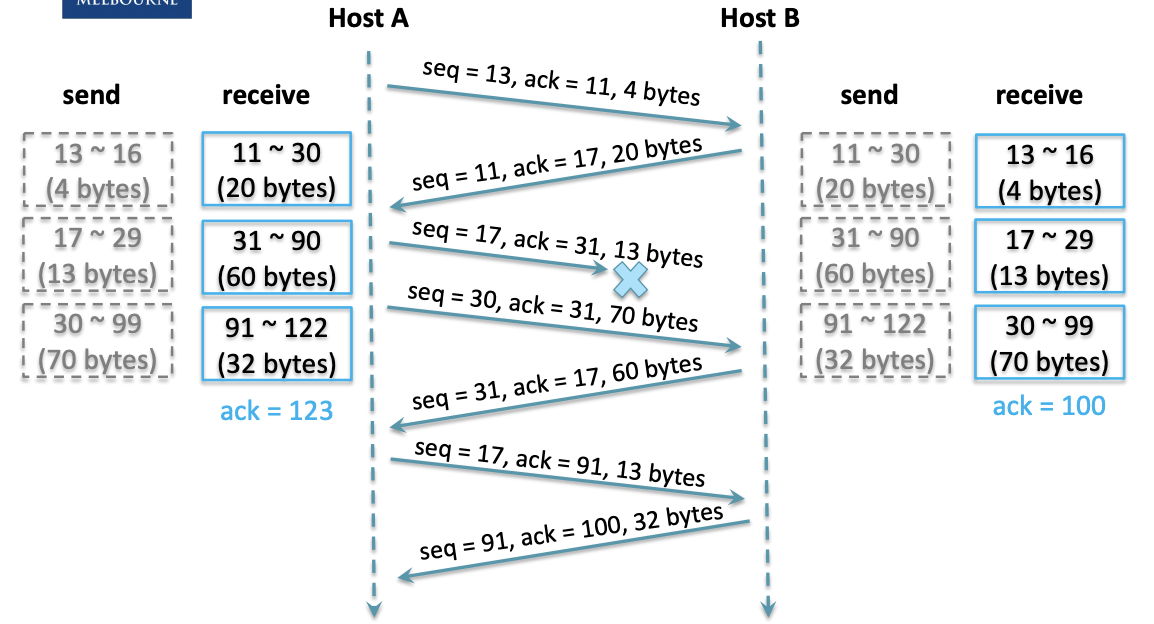 MELBOURNE
Host A
Host B
send
receive
13 ~ 16
(4 bytes)
17 ~ 29
(13 bytes)
30 ~ 99
(70 bytes)
11 ~ 30
(20 bytes)
31 ~ 90
(60 bytes)
91 ~ 122
(32 bytes)
ack = 123
seq = 13, ack = 11, 4 bytes
seq = 11, ack = 17, 20 bytes
seq = 17, ack = 31, 13 bytes
seq = 30, ack = 31, 70 bytes
seq = 31, ack = 17, 60 bytes
seq = 17, ack = 91, 13 bytes
seq = 91, ack = 100, 32 bytes
send
receive
11 ~ 30
(20 bytes)
31 ~ 90
(60 bytes)
91 ~ 122
(32 bytes)
13 ~ 16
(4 bytes)
17 ~ 29
(13 bytes)
30 ~ 99
(70 bytes)
ack = 100